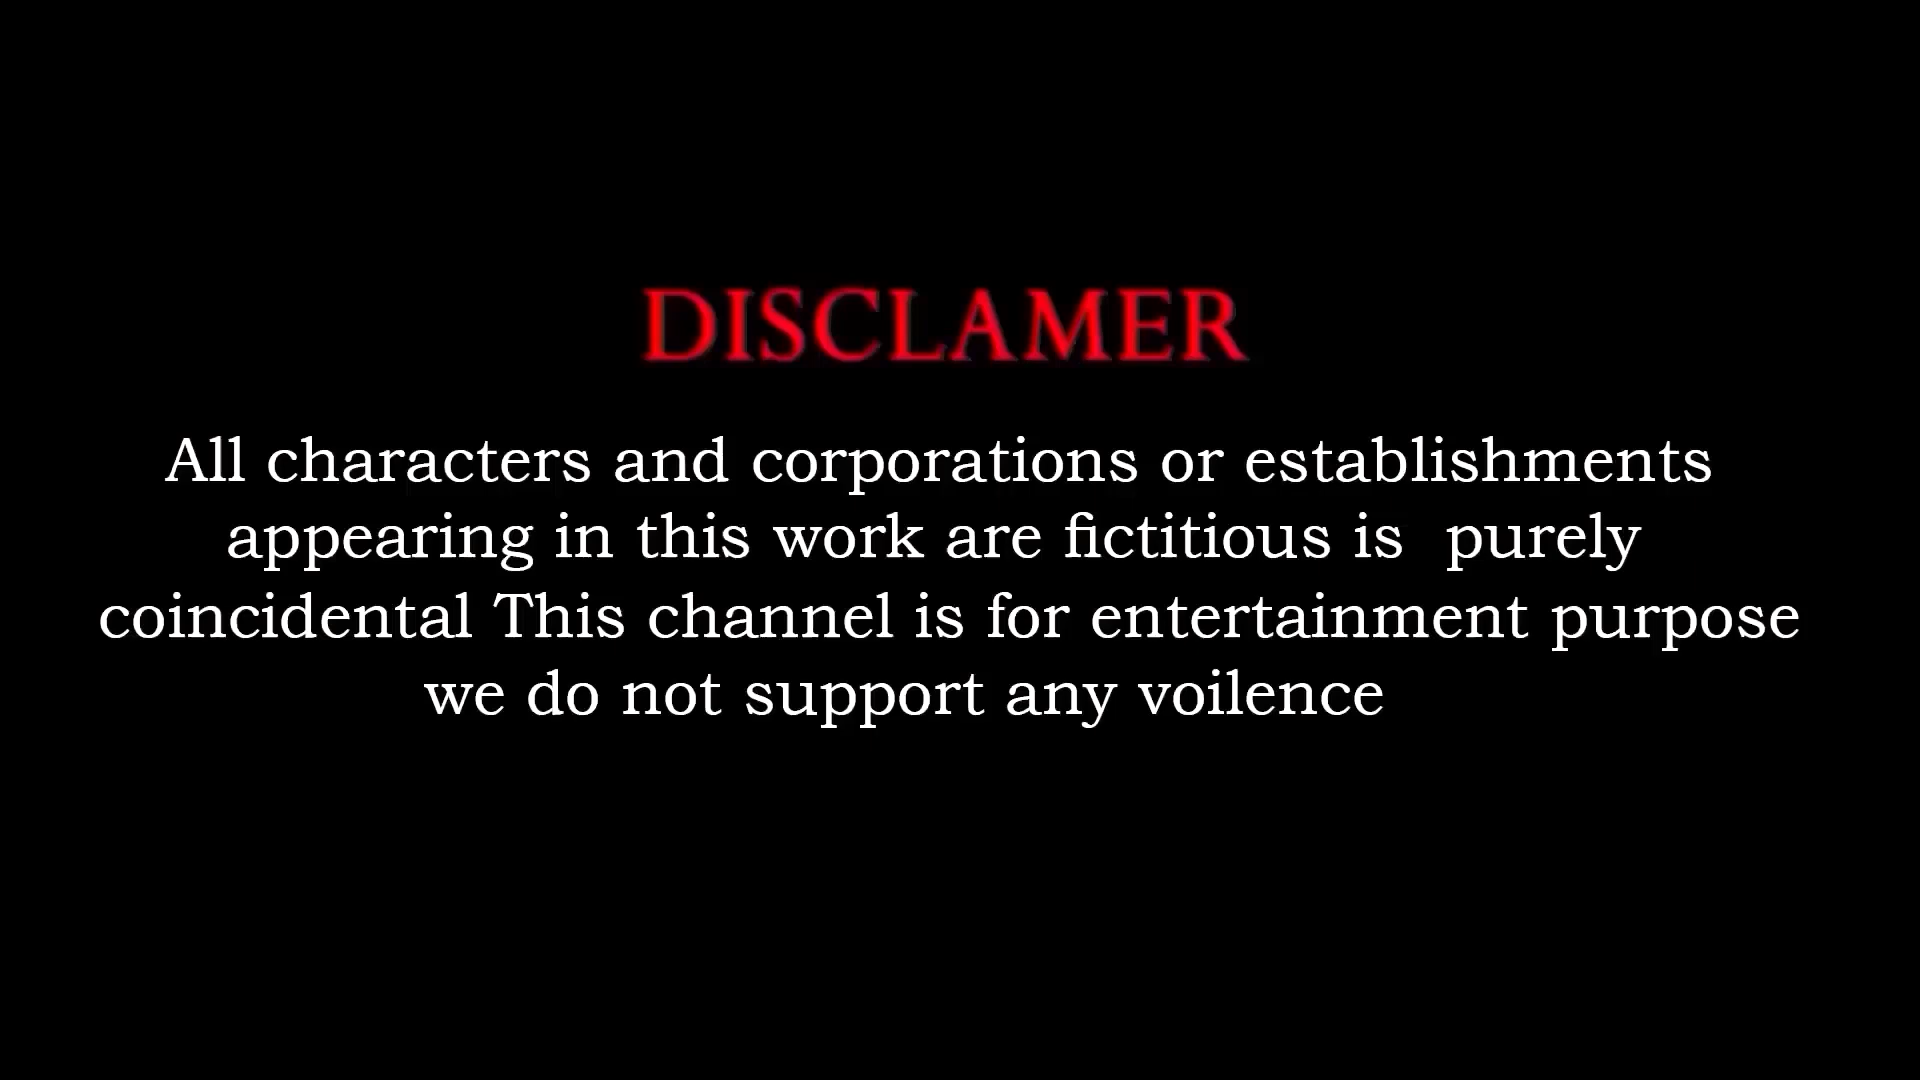 DISCLAMER
All characters and corporations or establishments
appearing in this work are fictitious is  purely
coincidental This channel is for entertainment purpose
we do not support any voilence